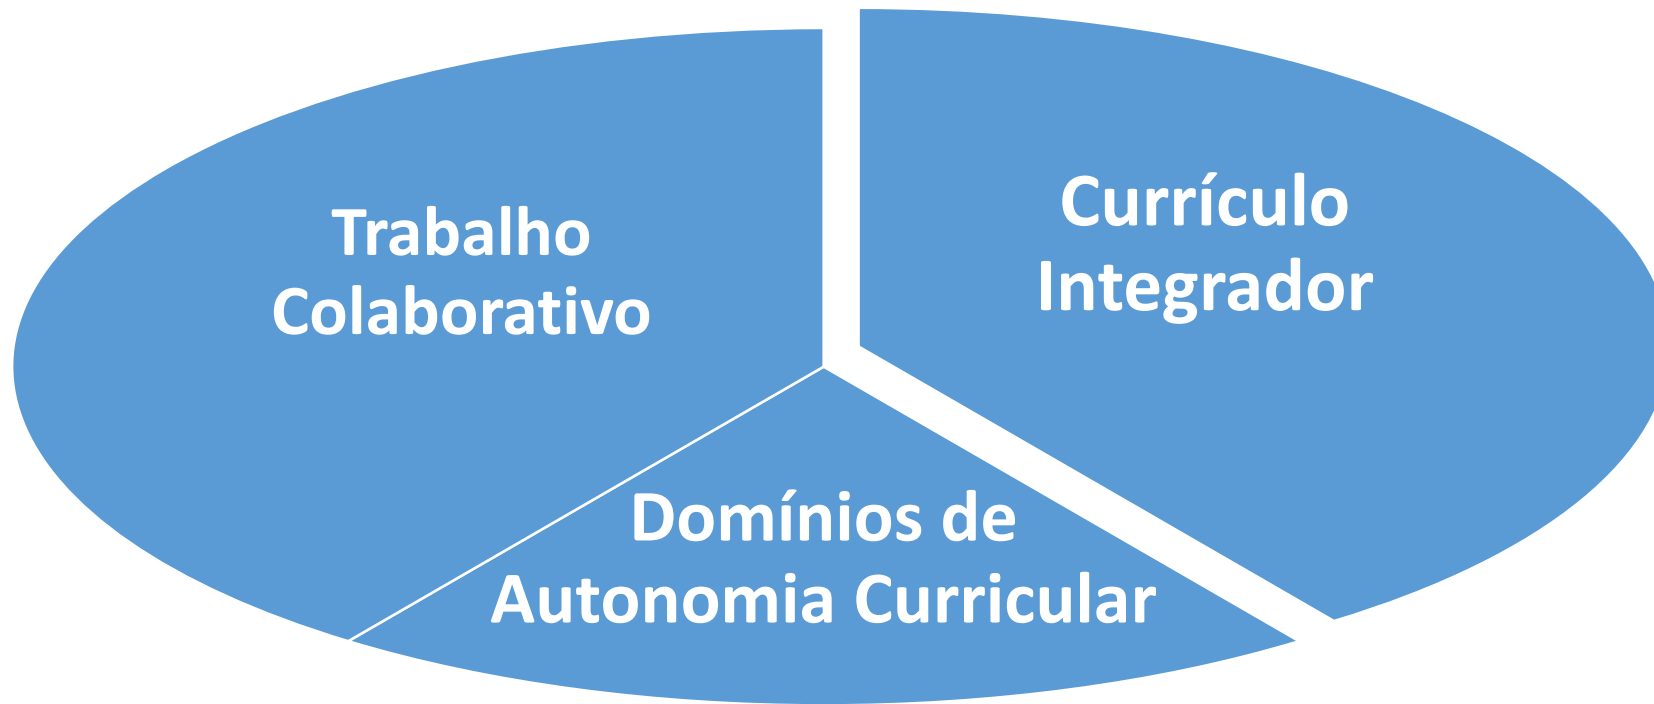 Trabalho
Colaborativo
Currículo
Integrador
Domínios de
Autonomia Curricular